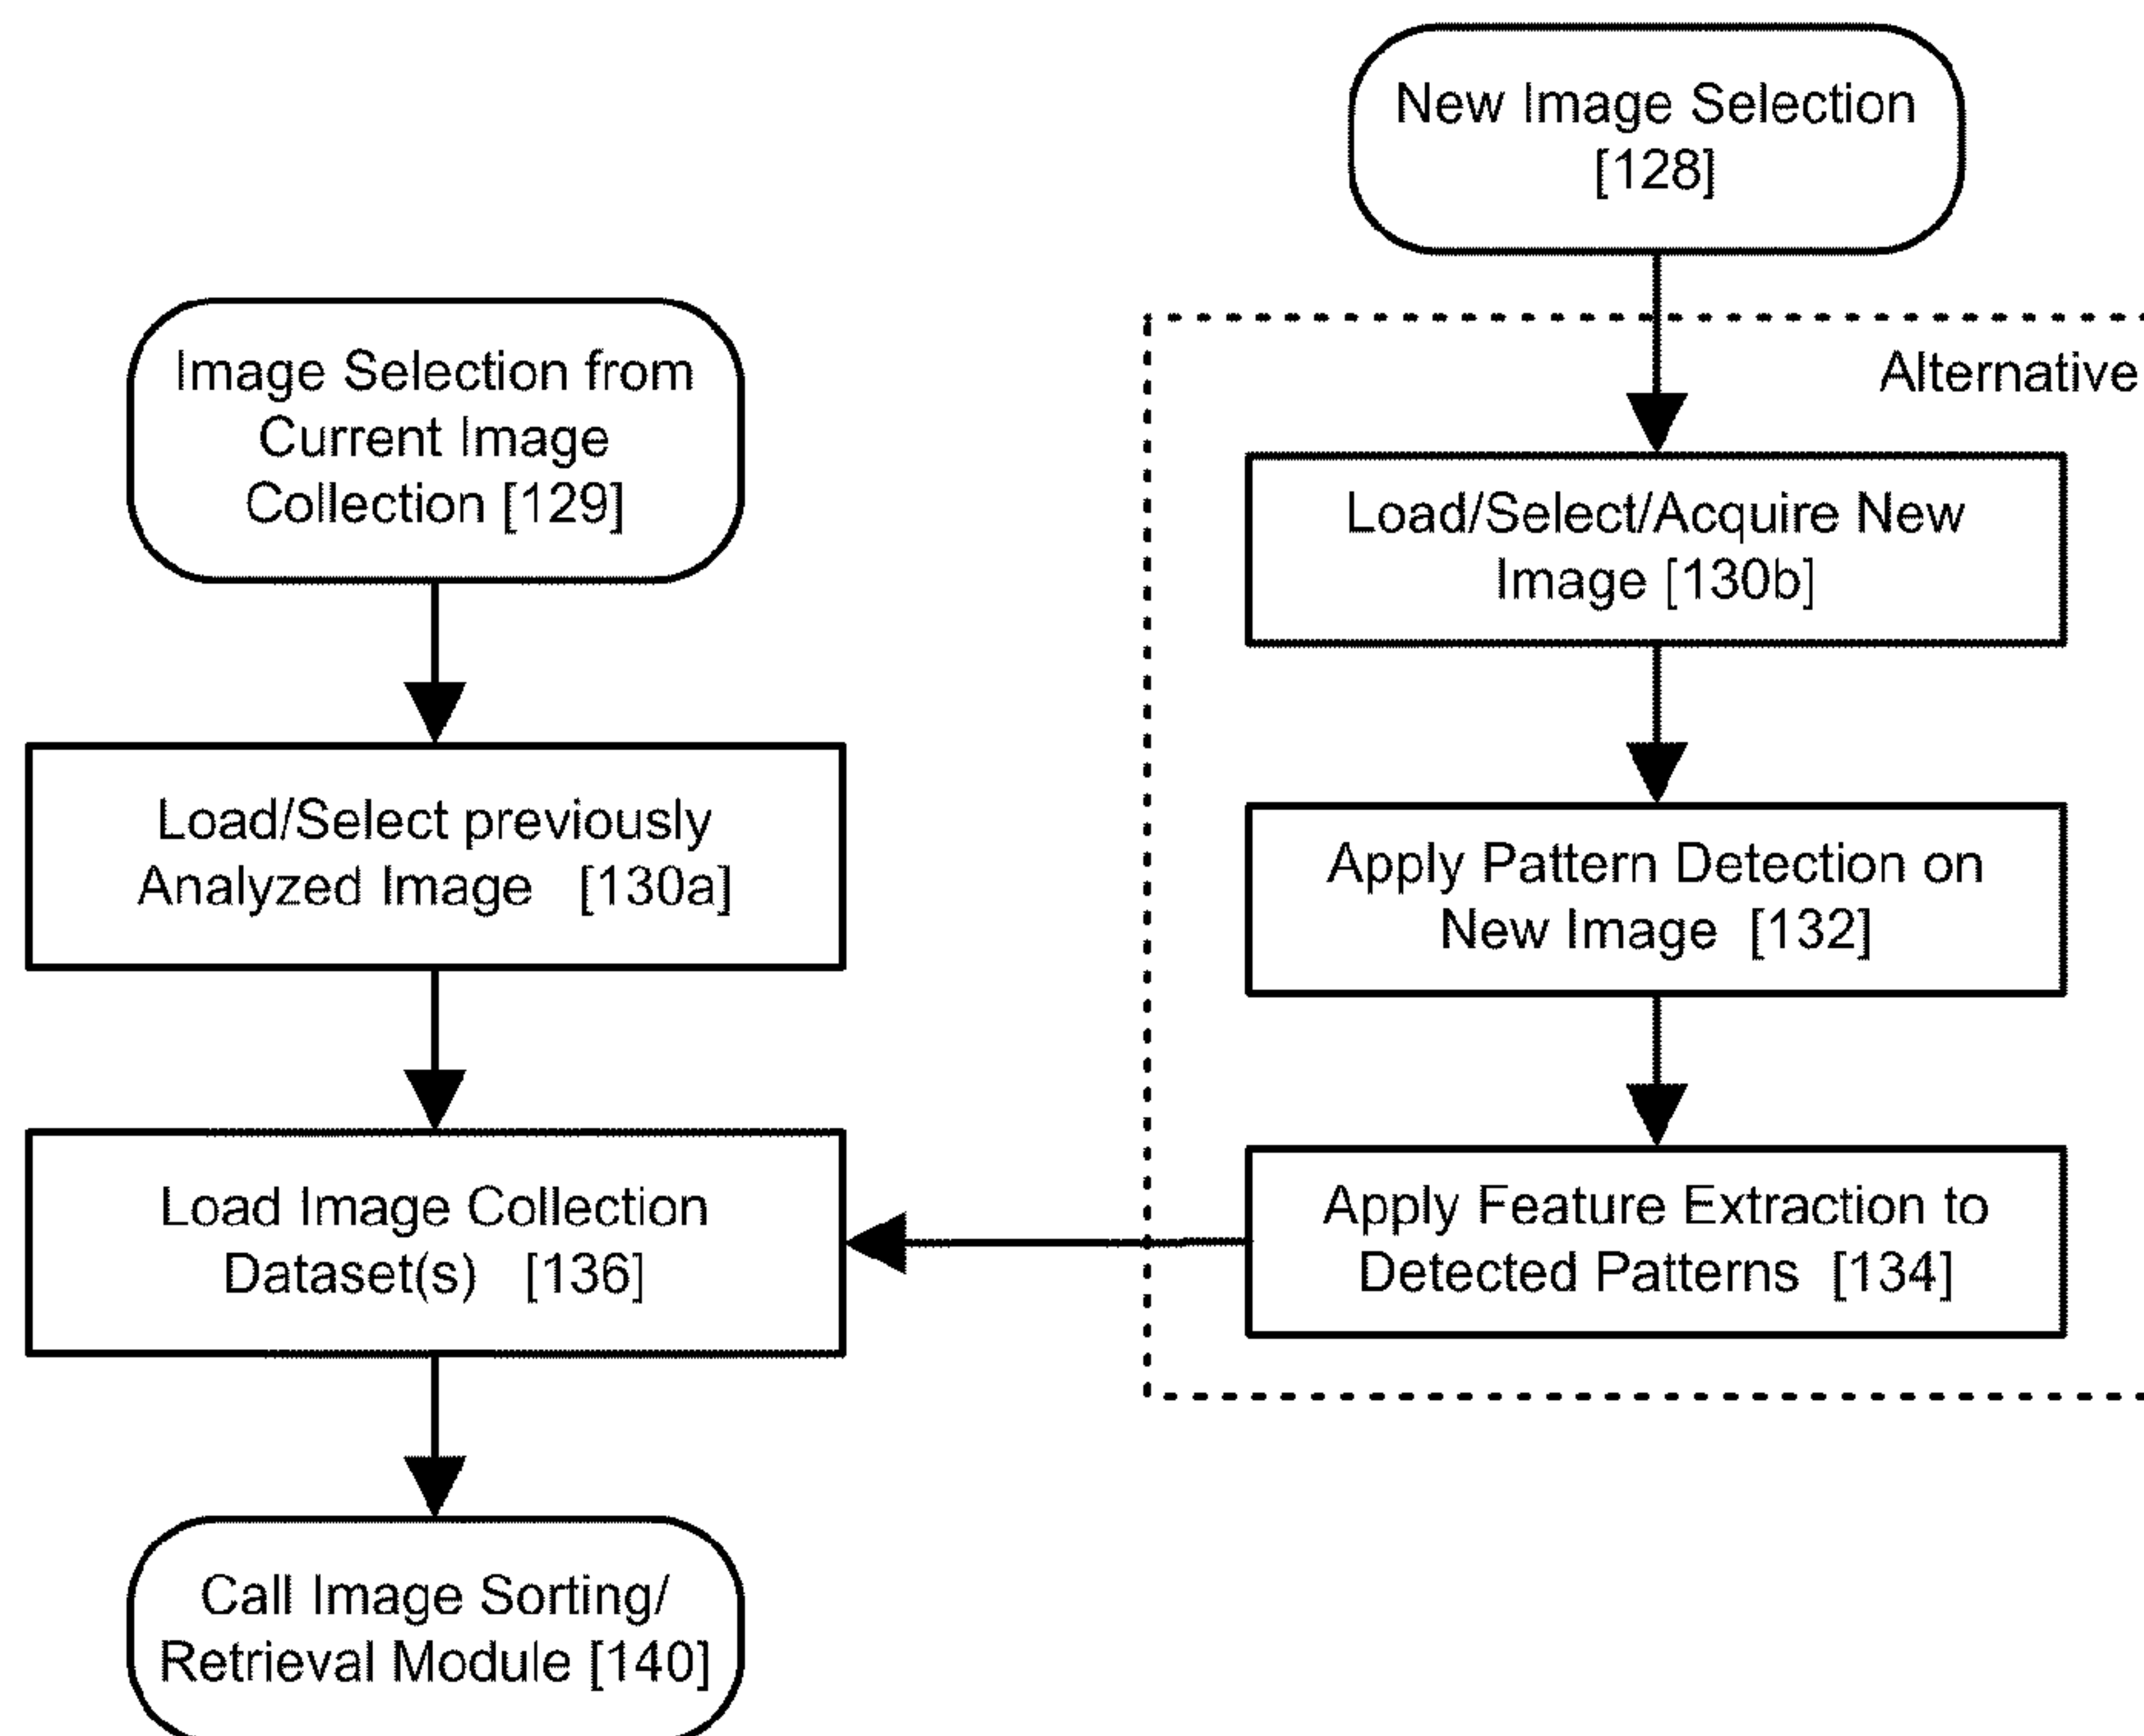 New Image Selection
[128]
Image Selection from
Current Image
Collection [129]
Alternative
Load/Select/Acquire New
Image [130b]
Load/Select previously
Analyzed Image [130a]
Apply Pattern Detection on
New Image [132]
Load Image Collection
Dataset(s) [136]
Apply Feature Extraction to
Detected Patterns [134]
Call Image Sorting/
Retrieval Module [140]